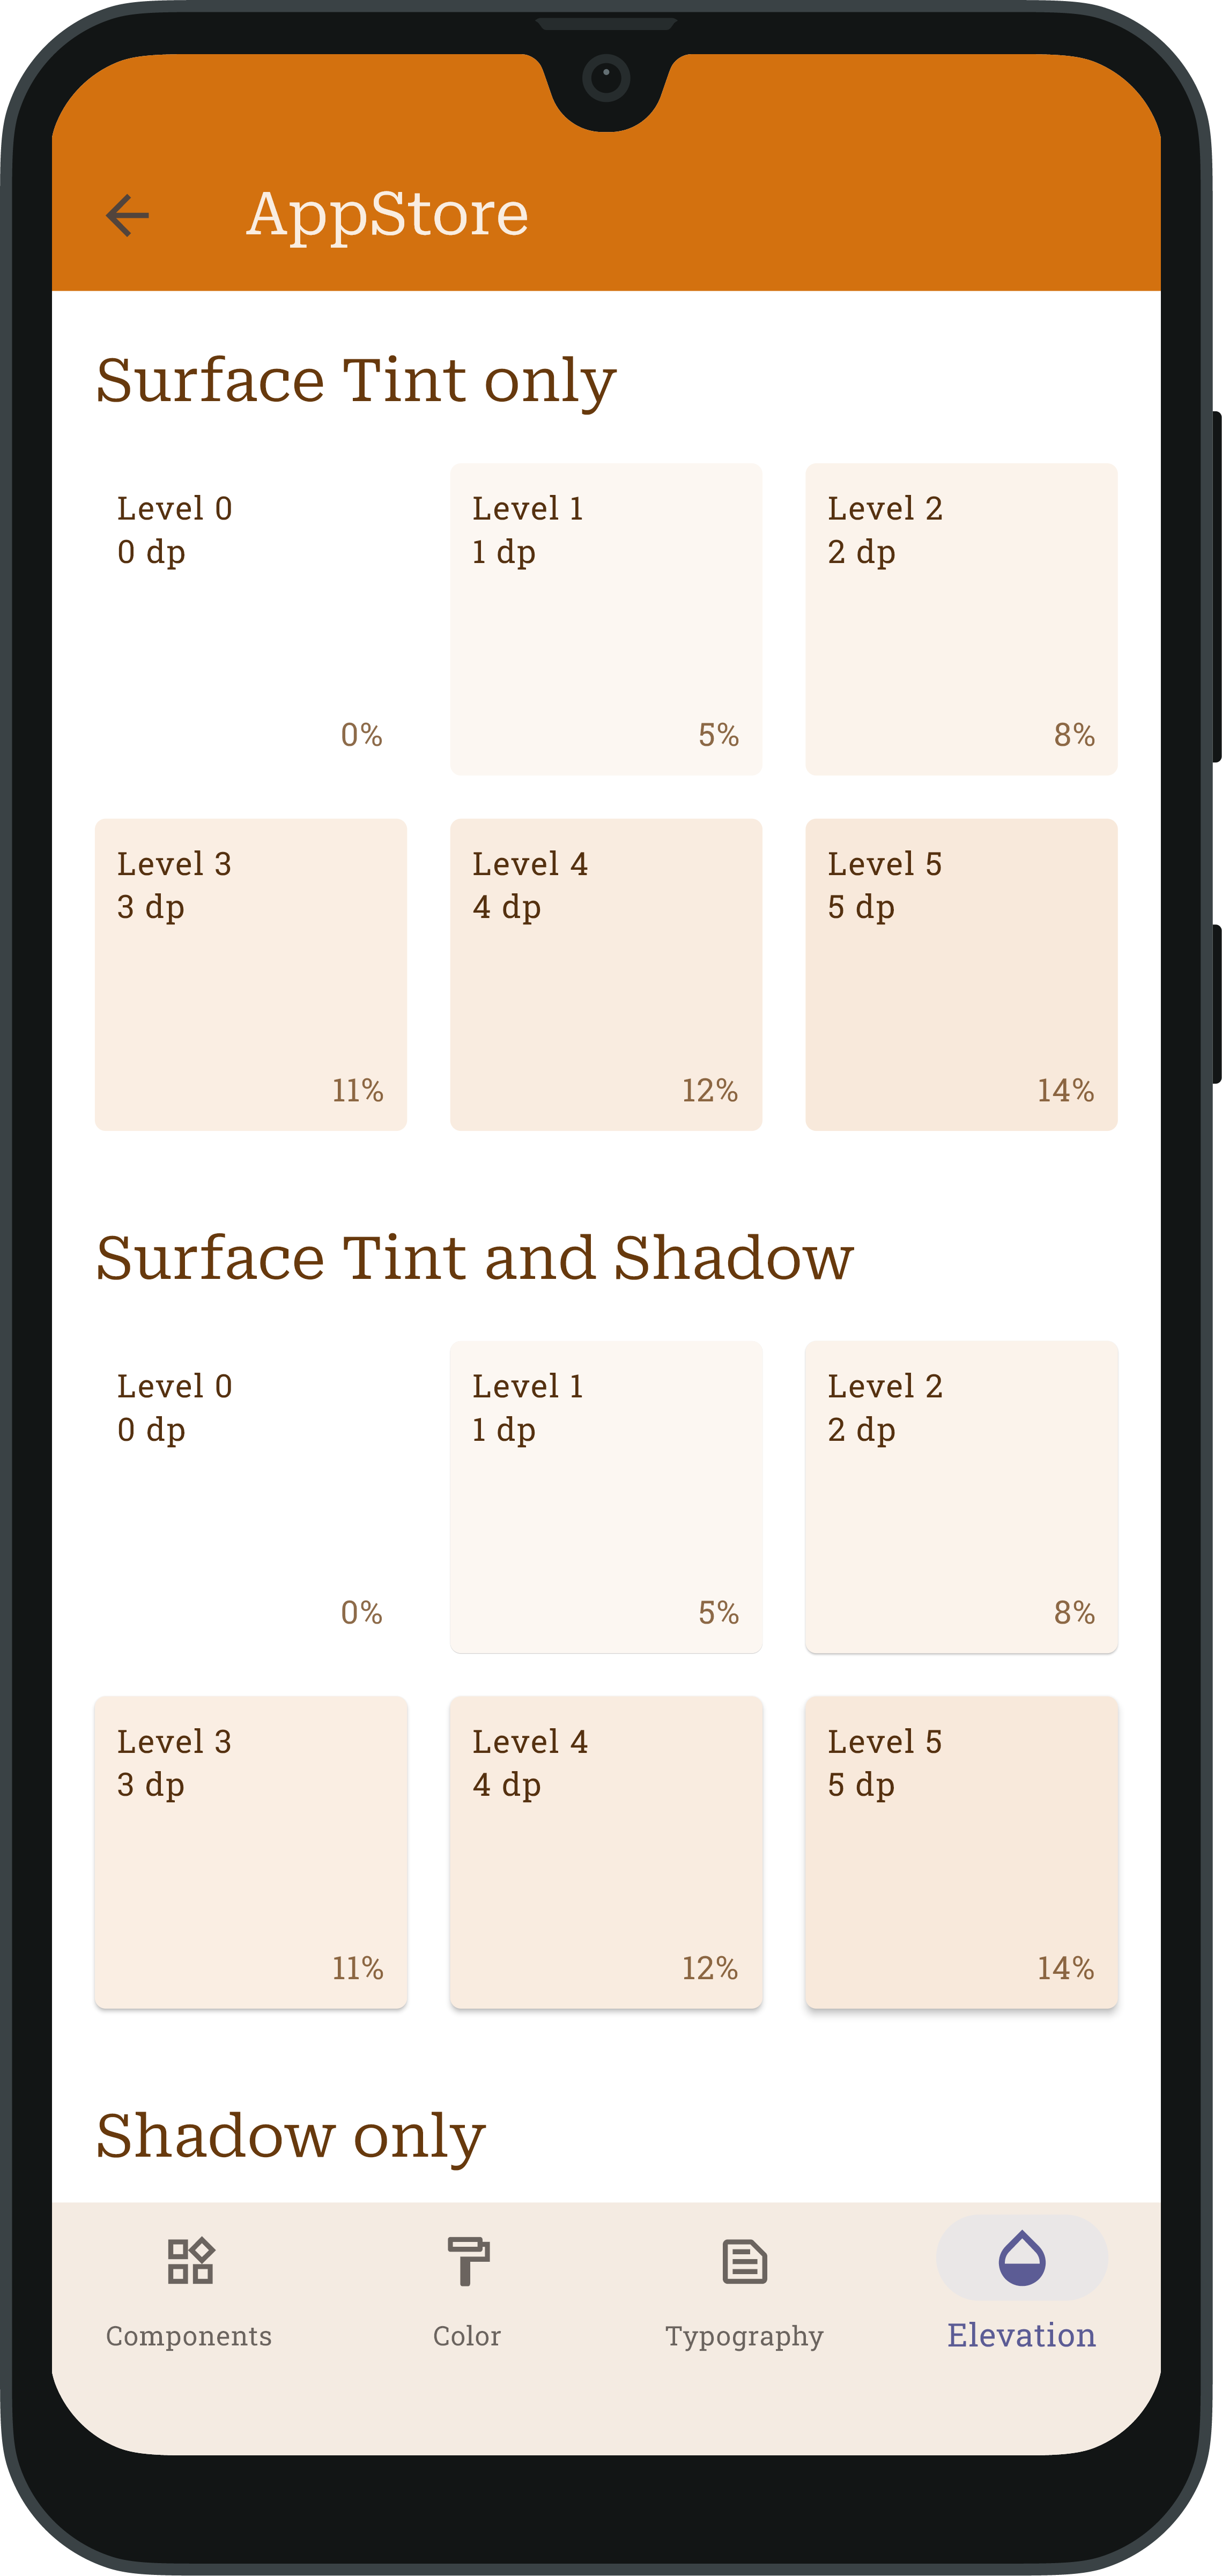 AppStore
Surface Tint only
Level 0
0 dp
0%
Level 1
1 dp
5%
Level 2
2 dp
8%
Level 3
3 dp
11%
Level 4
4 dp
12%
Level 5
5 dp
14%
Surface Tint and Shadow
Level 0
0 dp
0%
Level 1
1 dp
5%
Level 2
2 dp
8%
Level 3
3 dp
11%
Level 4
4 dp
12%
Level 5
5 dp
14%
Shadow only
Components
Color
Typography
Elevation